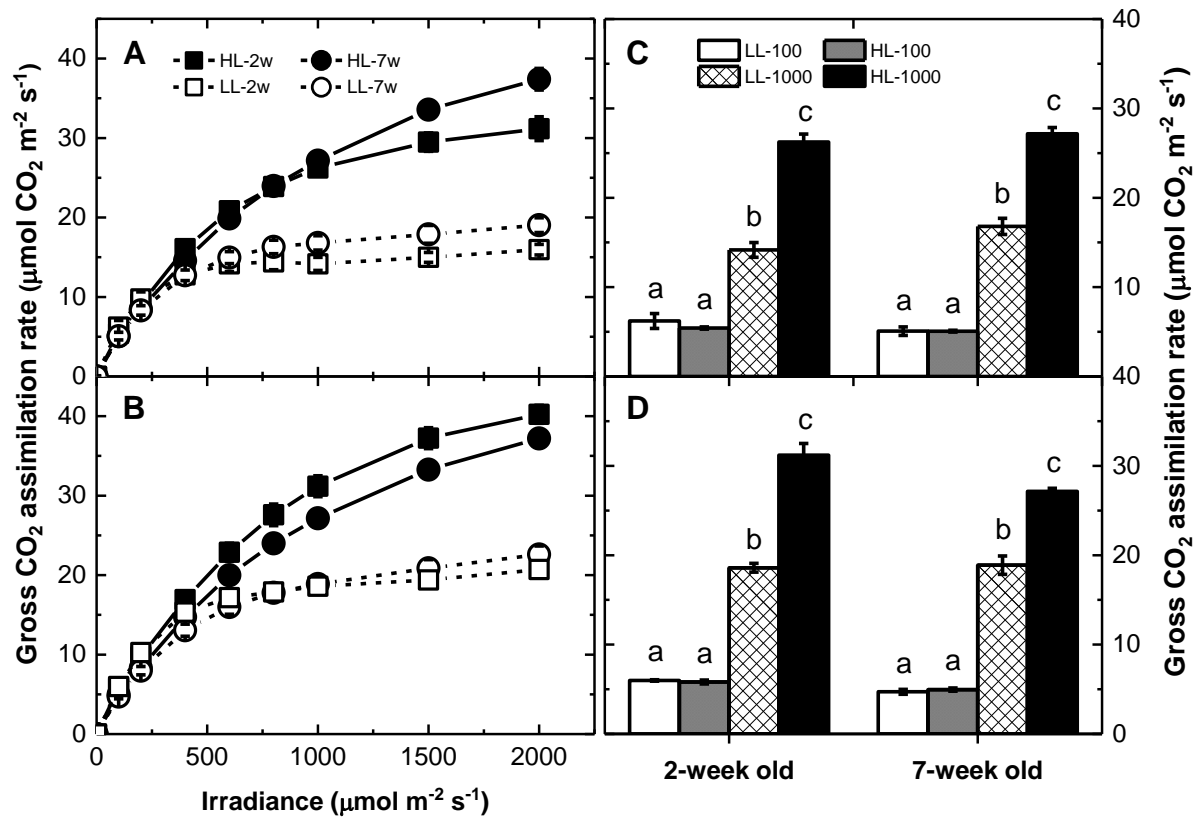 A
HL-2w HL-7w
LL-2w LL-7w
40
30
20
10
0
B
40
30
20
10
0
0 500 1000 1500 2000
Irradiance (μmol m⁻² s⁻¹)
Gross CO₂ assimilation rate (μmol CO₂ m⁻² s⁻¹)
C
LL-100 HL-100
LL-1000 HL-1000
a a b c
a a b c
40
30
20
10
40
D
a a b c
a a b c
30
20
10
0
2-week old 7-week old
Gross CO₂ assimilation rate (μmol CO₂ m⁻² s⁻¹)